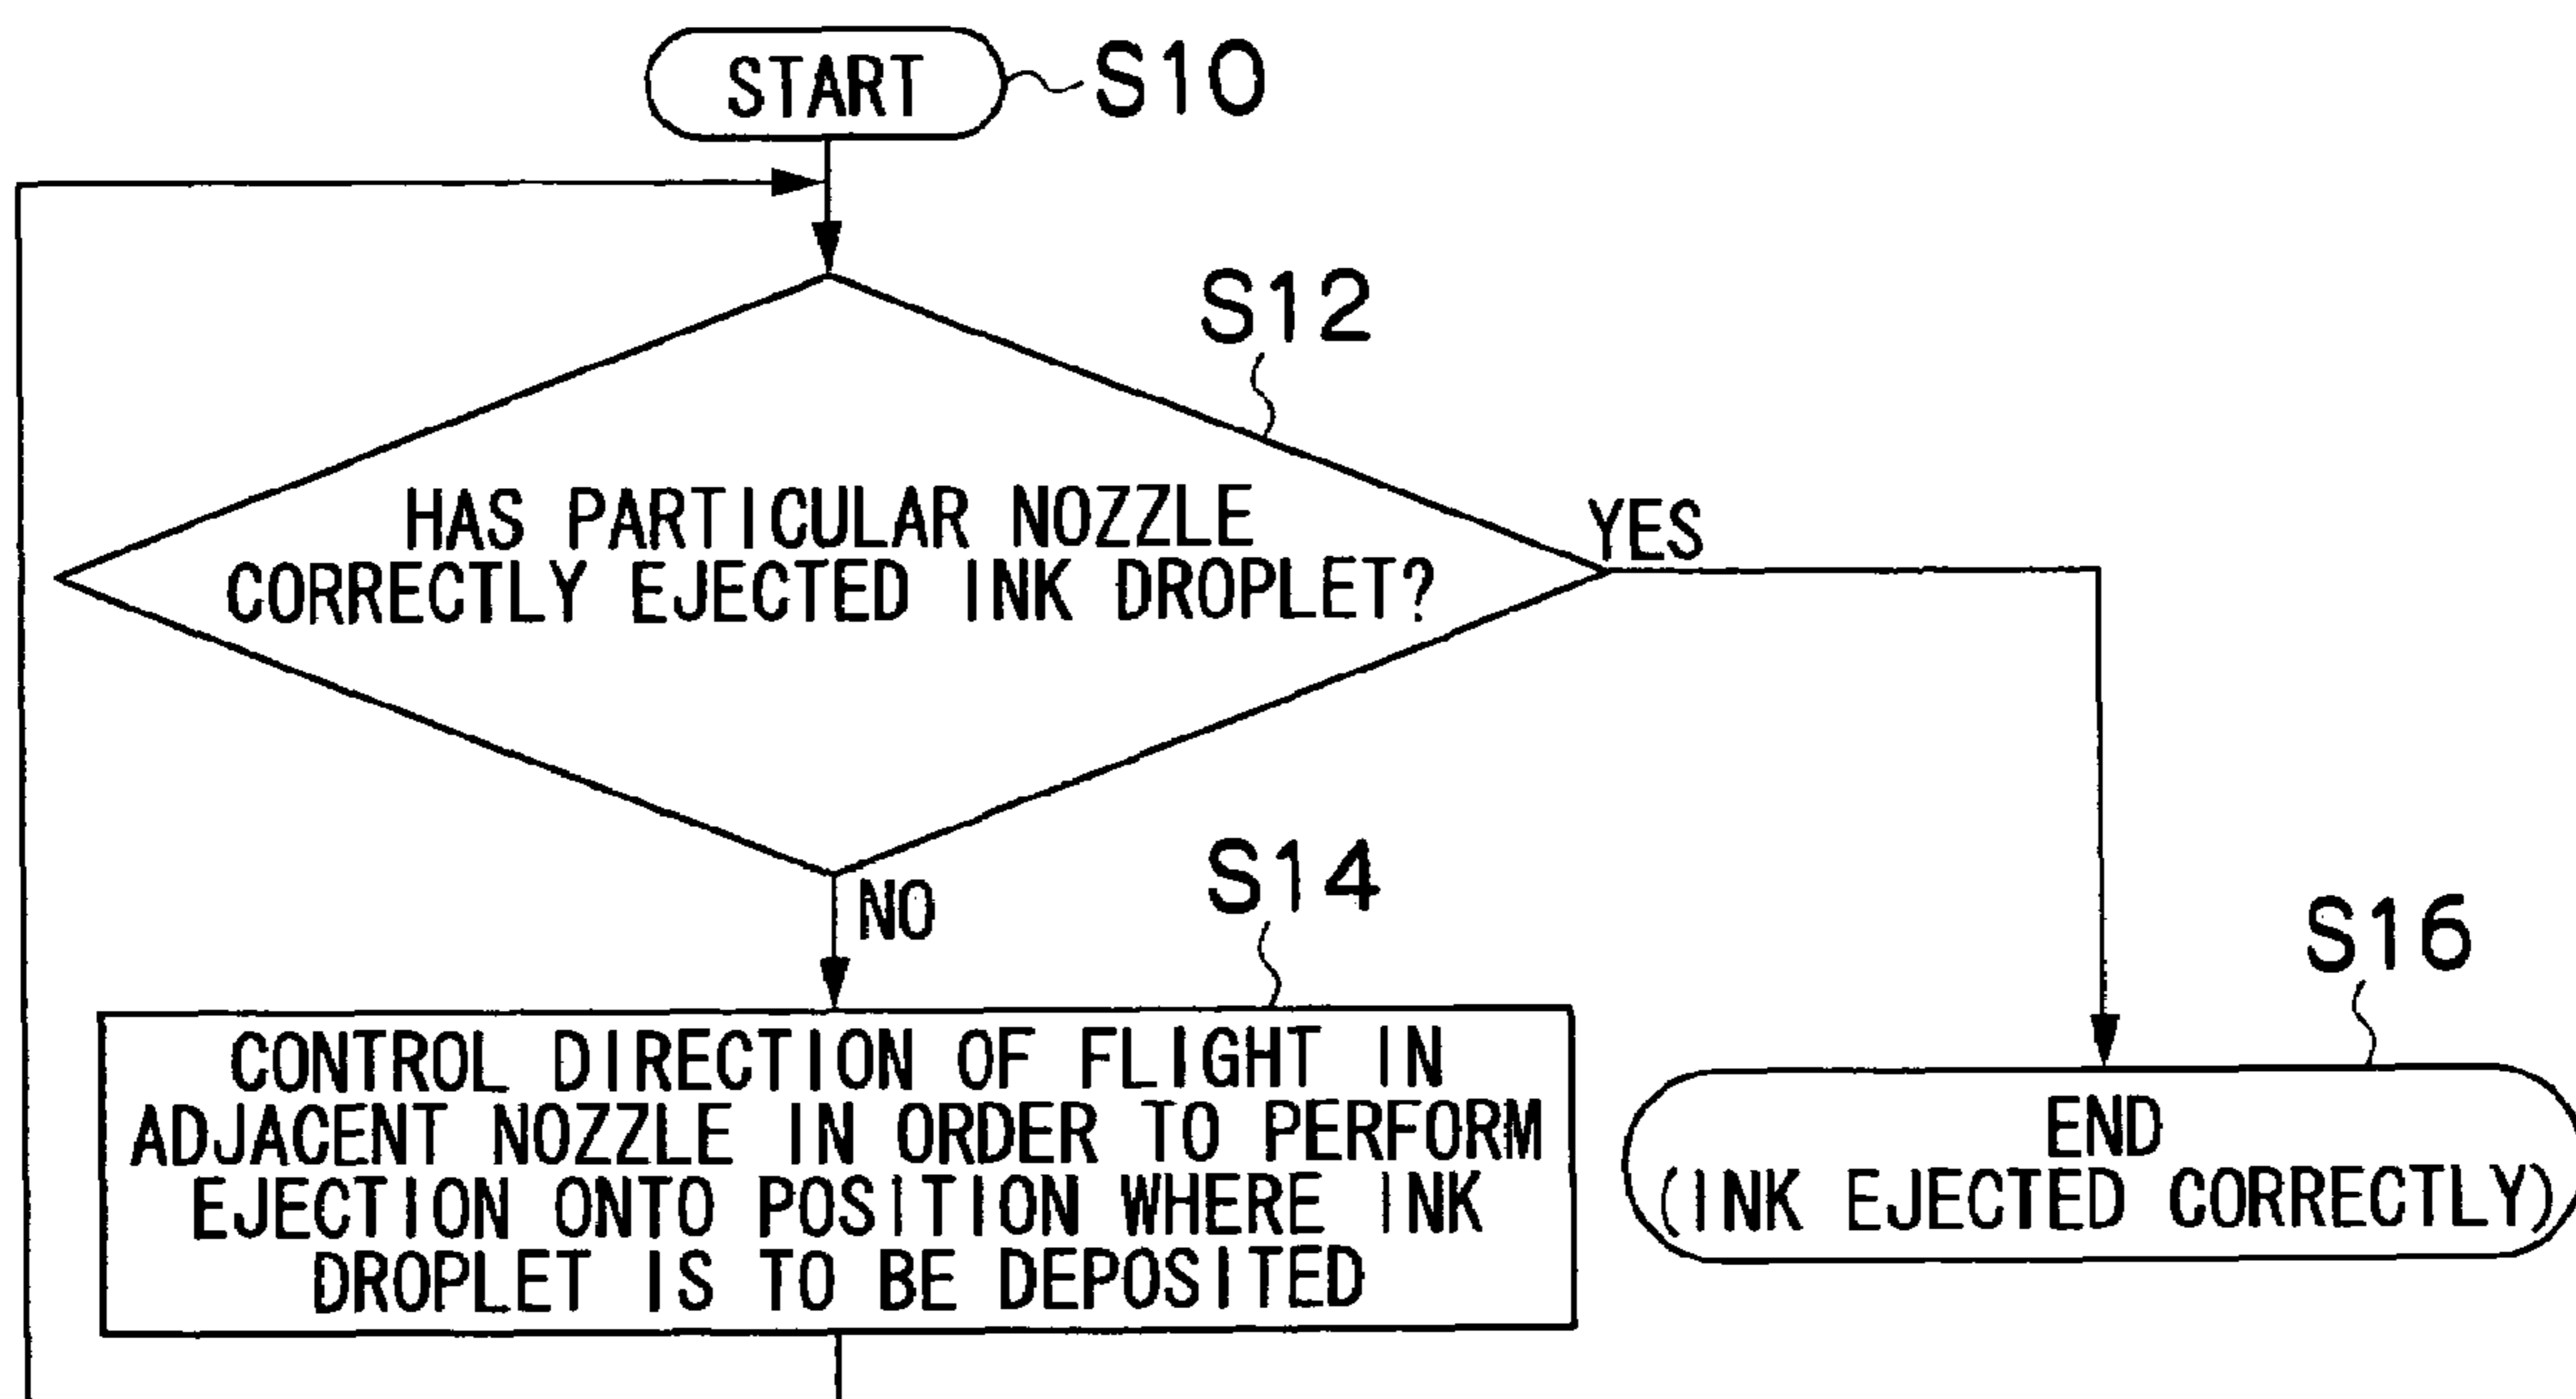 START
S10
S12
HAS PARTICULAR NOZZLE
CORRECTLY EJECTED INK DROPLET?
YES
NO
S14
CONTROL DIRECTION OF FLIGHT IN
ADJACENT NOZZLE IN ORDER TO PERFORM
EJECTION ONTO POSITION WHERE INK
DROPLET IS TO BE DEPOSITED
S16
END
(INK EJECTED CORRECTLY)